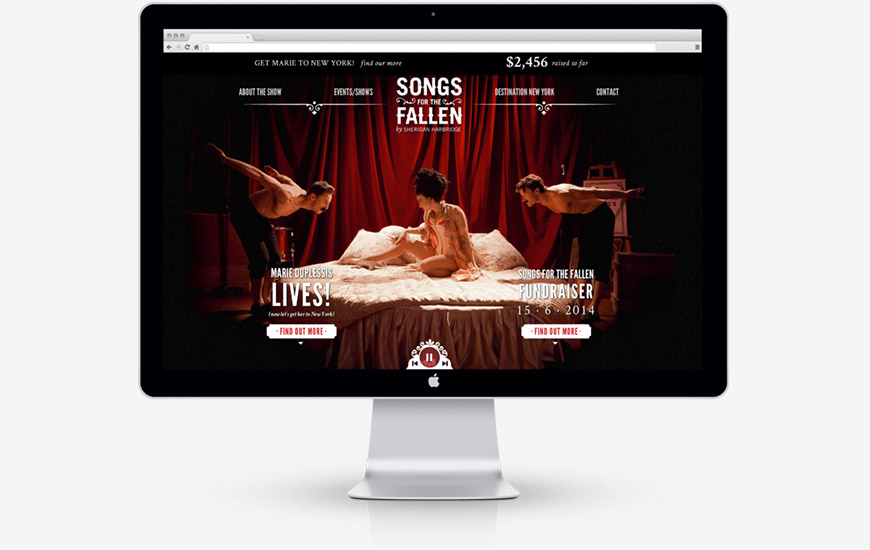 GET MARIE TO NEW YORK! find out more
$2,456 raised so far
ABOUT THE SHOW
EVENTS/SHOWS
SONGS
FOR THE
FALLEN
by SHERIDAN HARBRIDGE
DESTINATION NEW YORK
CONTACT
MARIE DUPLESSIS
LIVES!
(now let's get her to New York)
· FIND OUT MORE ·
SONGS FOR THE FALLEN
FUNDRAISER
15 · 6 · 2014
· FIND OUT MORE ·